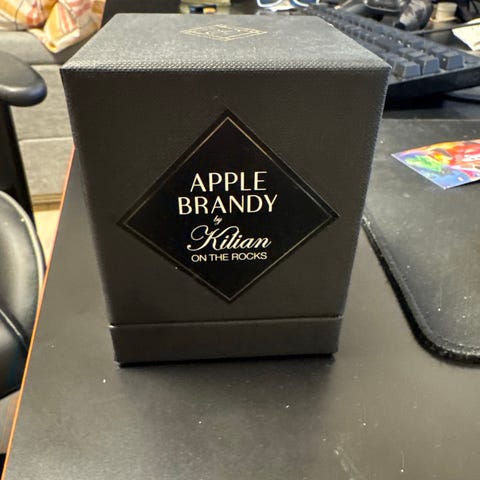 APPLE
BRANDY
by
Kilian
ON THE ROCKS